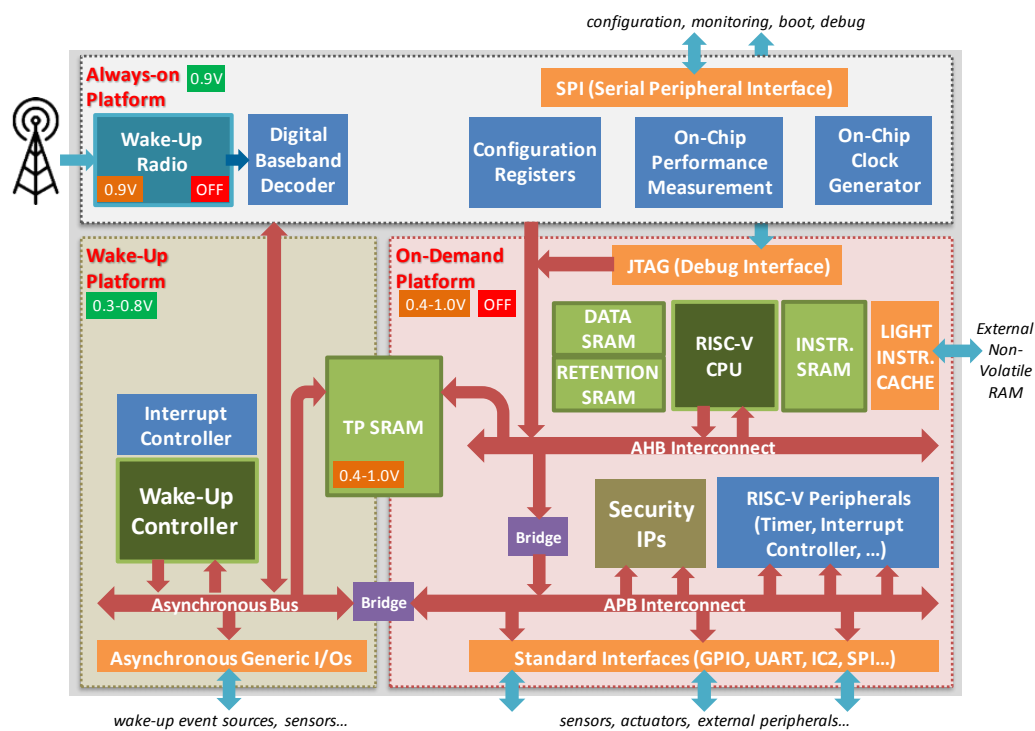 configuration, monitoring, boot, debug
Always-on
Platform
0.9V
SPI (Serial Peripheral Interface)
Wake-Up
Radio
0.9V
OFF
Digital
Baseband
Decoder
Configuration
Registers
On-Chip
Performance
Measurement
On-Chip
Clock
Generator
Wake-Up
Platform
0.3-0.8V
On-Demand
Platform
0.4-1.0V
OFF
JTAG (Debug Interface)
DATA
SRAM
RETENTION
SRAM
RISC-V
CPU
INSTR.
SRAM
LIGHT
INSTR.
CACHE
External
Non-
Volatile
RAM
TP SRAM
0.4-1.0V
Interrupt
Controller
Wake-Up
Controller
AHB Interconnect
Bridge
Security
IPs
RISC-V Peripherals
(Timer, Interrupt
Controller, ...)
Asynchronous Bus
Bridge
APB Interconnect
Asynchronous Generic I/Os
Standard Interfaces (GPIO, UART, IC2, SPI...)
wake-up event sources, sensors...
sensors, actuators, external peripherals...